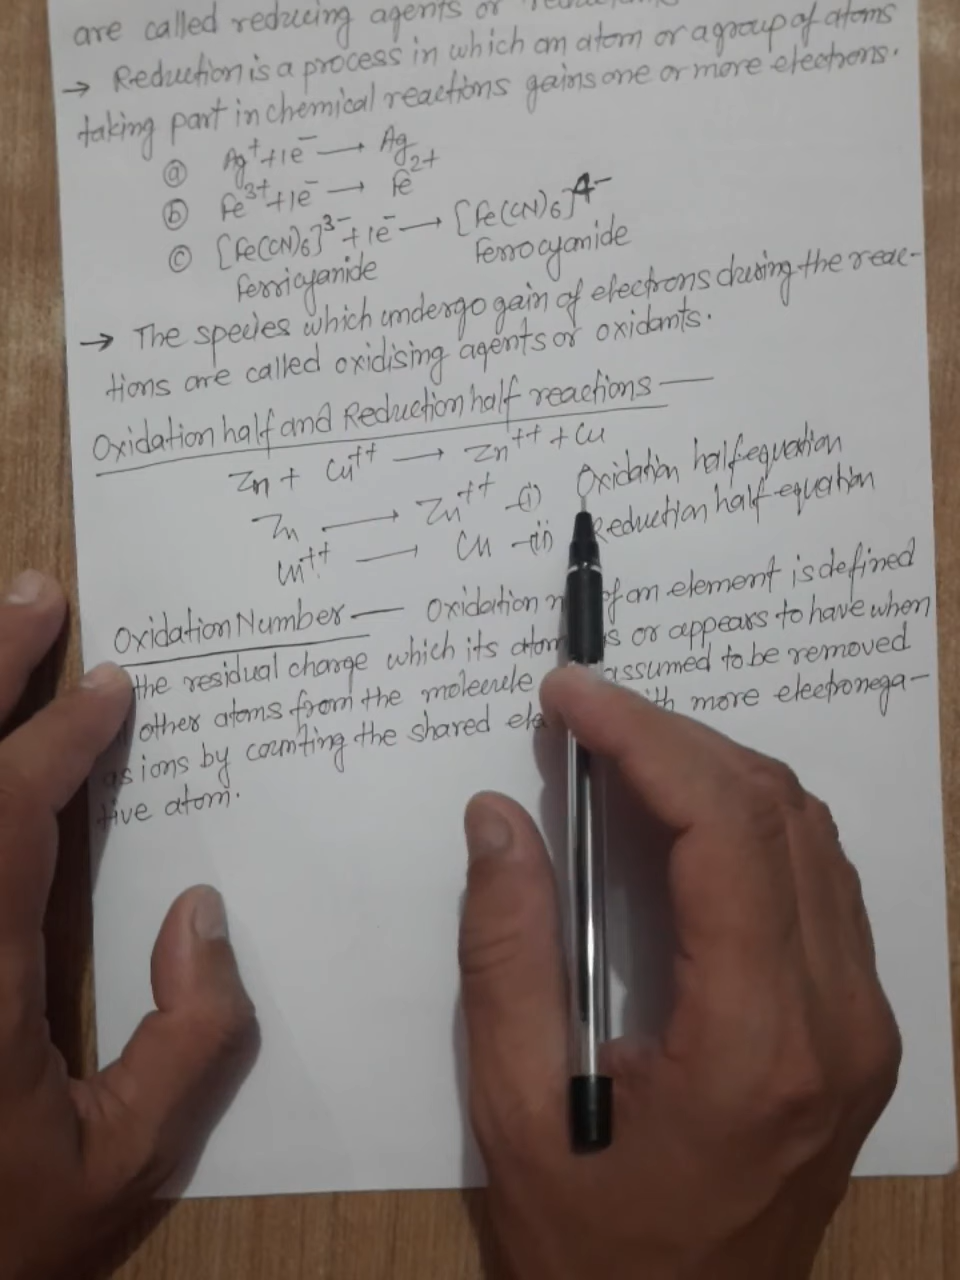 are called reducing agents or
→ Reduction is a process in which an atom or a group of atoms
taking part in chemical reactions gains one or more electrons.
(a) Ag⁺ + 1e⁻ → Ag
(b) Fe³⁺ + 1e⁻ → Fe²⁺
(c) [Fe(CN)6]³⁻ + 1e⁻ → [Fe(CN)6]⁴⁻
Ferricyanide Ferrocyanide
→ The species which undergo gain of electrons during the reac-
tions are called oxidising agents or oxidants.
Oxidation half and Reduction half reactions —
Zn + Cu⁺⁺ → Zn⁺⁺ + Cu
Zn → Zn⁺⁺ -(i) Oxidation half-equation
Cu⁺⁺ → Cu -(ii) Reduction half-equation
Oxidation Number — Oxidation of an element is defined
the residual charge which its atom or appears to have when
other atoms from the molecule assumed to be removed
as ions by counting the shared with more electronega-
tive atom.